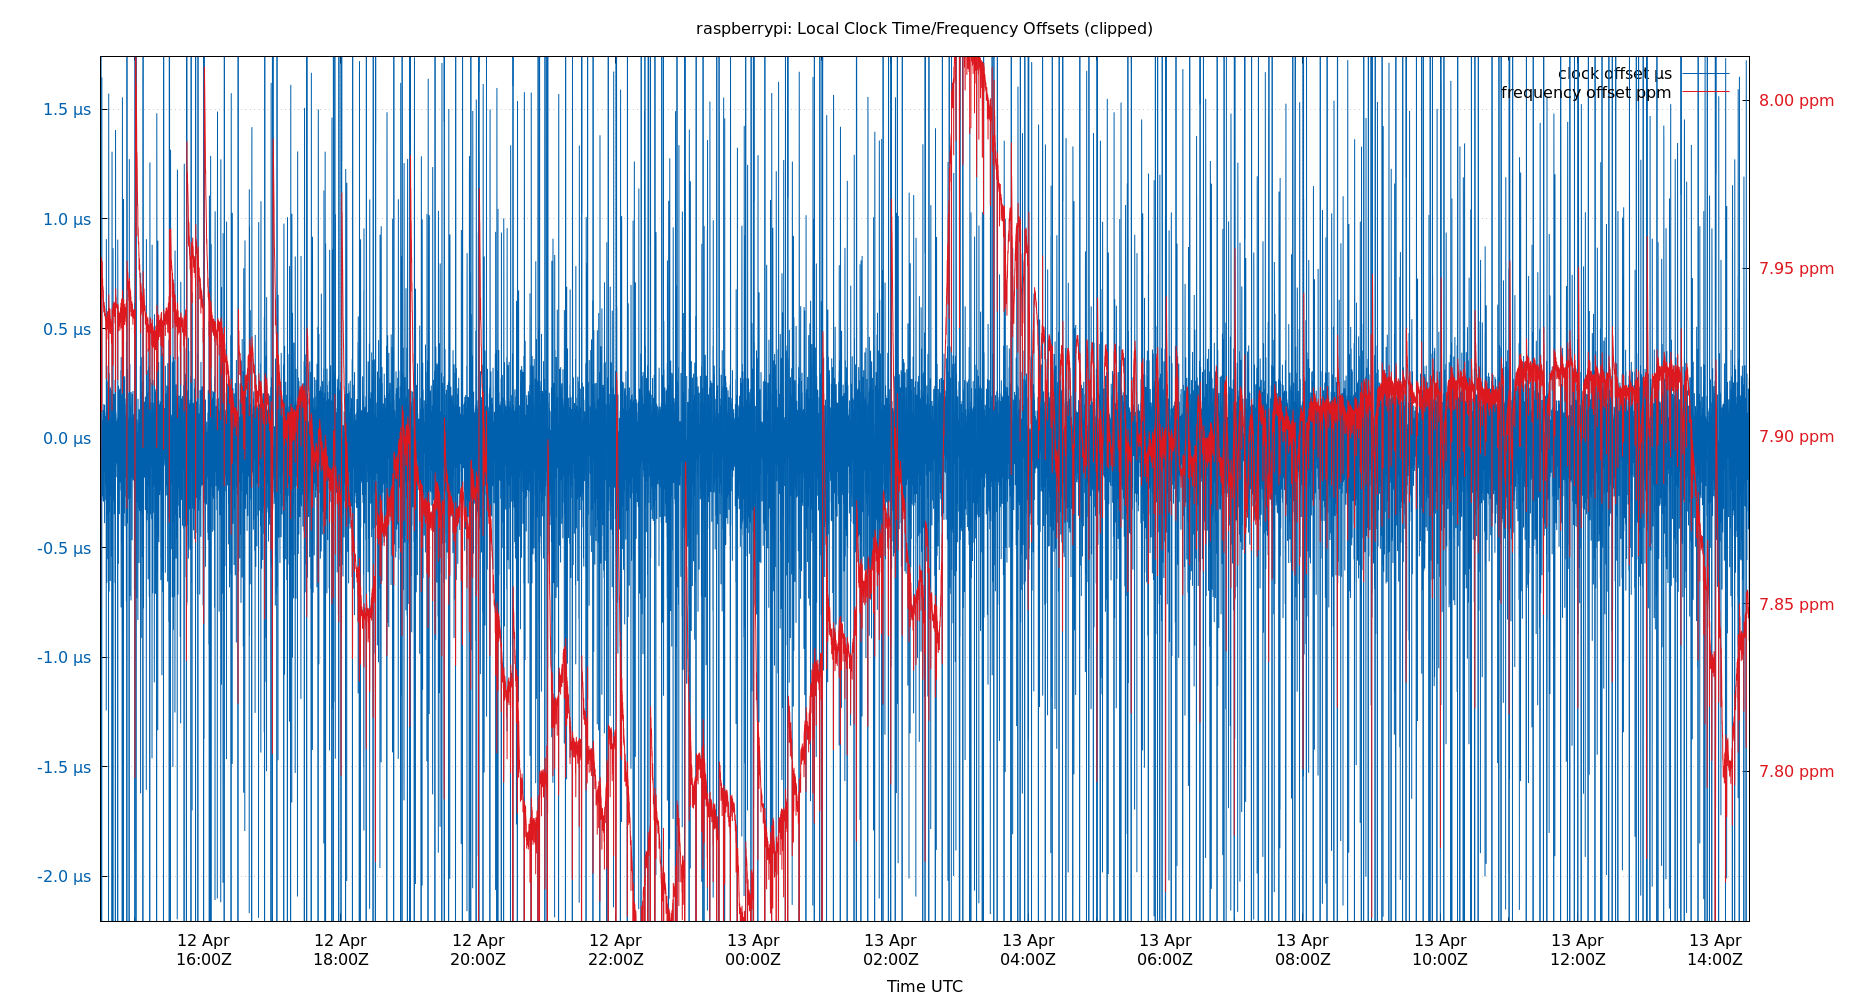 raspberrypi: Local Clock Time/Frequency Offsets (clipped)
clock offset µs
frequency offset ppm
1.5 µs
1.0 µs
0.5 µs
0.0 µs
-0.5 µs
-1.0 µs
-1.5 µs
-2.0 µs
8.00 ppm
7.95 ppm
7.90 ppm
7.85 ppm
7.80 ppm
12 Apr 12 Apr 12 Apr 12 Apr 13 Apr 13 Apr 13 Apr 13 Apr 13 Apr 13 Apr 13 Apr 13 Apr
16:00Z 18:00Z 20:00Z 22:00Z 00:00Z 02:00Z 04:00Z 06:00Z 08:00Z 10:00Z 12:00Z 14:00Z
Time UTC